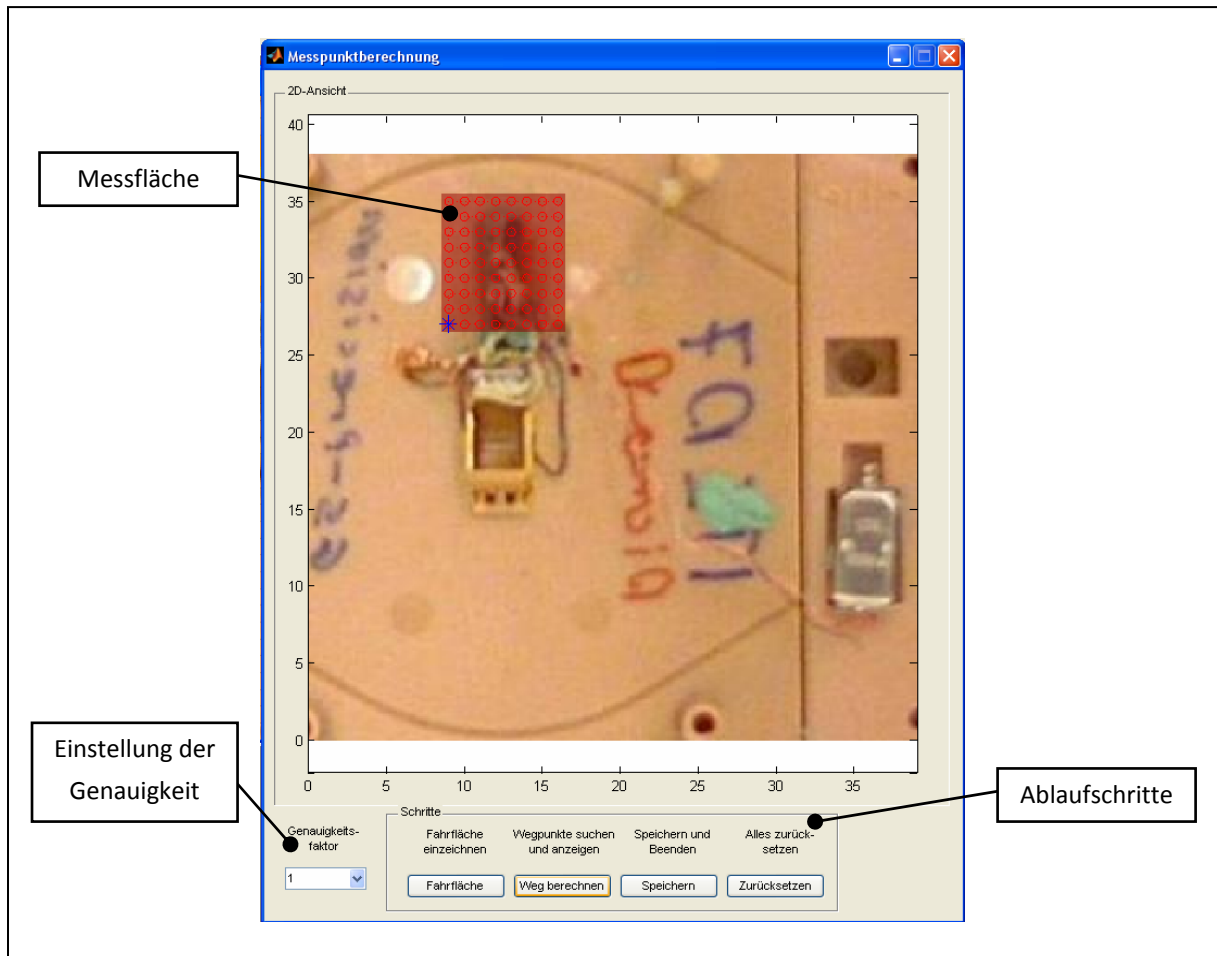 Messpunktberechnung
2D-Ansicht
40
35
30
25
20
15
10
5
0
0 5 10 15 20 25 30 35
Messfläche
Einstellung der
Genauigkeit
Ablaufschritte
Genauigkeits-
faktor
1
Schritte
Fahrfläche
einzeichnen
Wegpunkte suchen
und anzeigen
Speichern und
Beenden
Alles zurück-
setzen
Fahrfläche
Weg berechnen
Speichern
Zurücksetzen